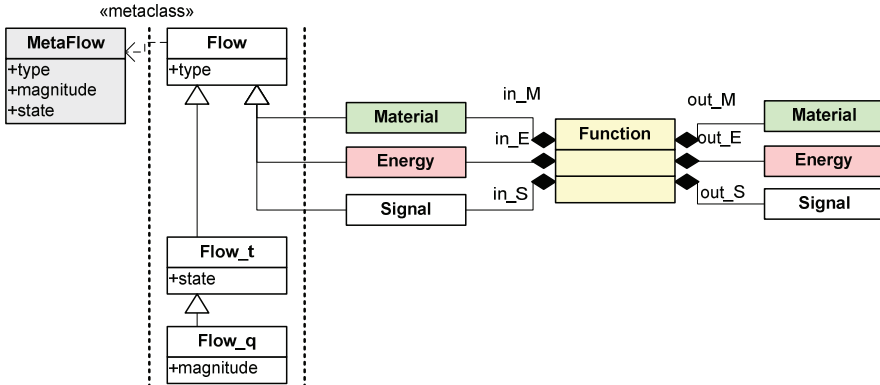 «metaclass»
MetaFlow
+type
+magnitude
+state
Flow
+type
Flow_t
+state
Flow_q
+magnitude
Material
Energy
Signal
in_M
in_E
in_S
Function
out_M
out_E
out_S
Material
Energy
Signal